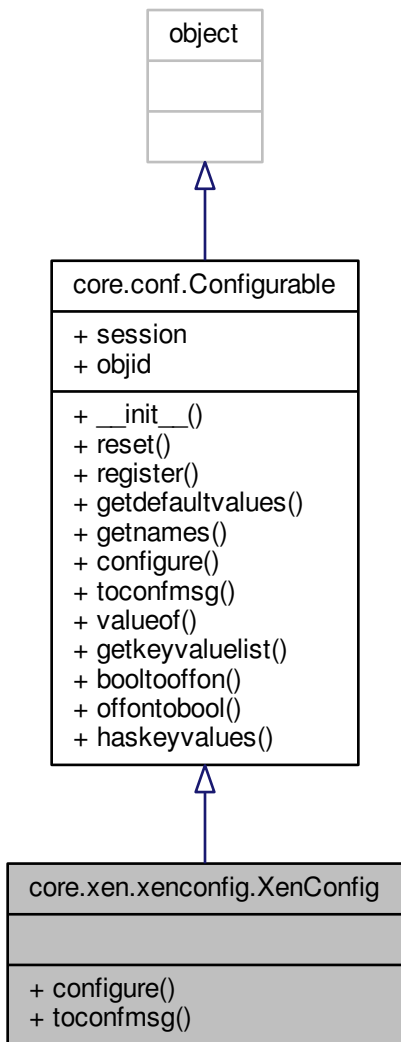 object
core.conf.Configurable
+ session
+ objid
+ __init__()
+ reset()
+ register()
+ getdefaultvalues()
+ getnames()
+ configure()
+ toconfmsg()
+ valueof()
+ getkeyvaluelist()
+ booltooffon()
+ offontobool()
+ haskeyvalues()
core.xen.xenconfig.XenConfig
+ configure()
+ toconfmsg()